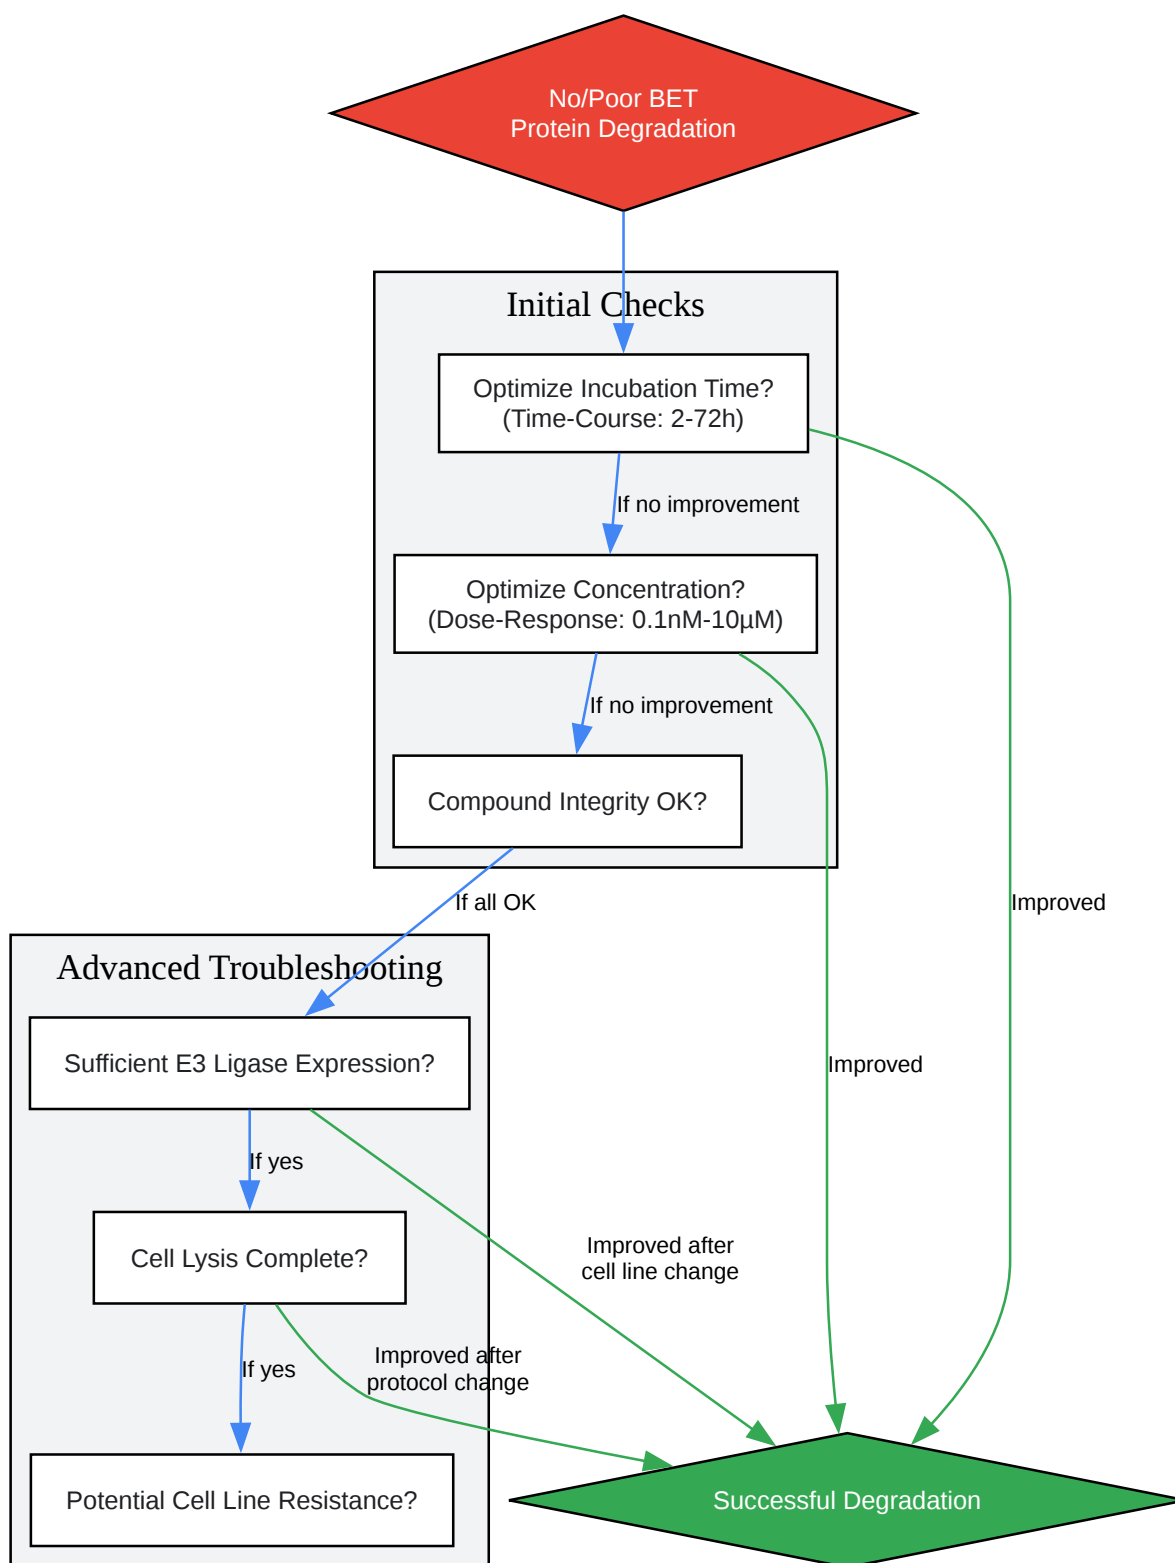 No/Poor BET
Protein Degradation
Initial Checks
Optimize Incubation Time?
(Time-Course: 2-72h)
If no improvement
Optimize Concentration?
(Dose-Response: 0.1nM-10µM)
If no improvement
Compound Integrity OK?
If all OK
Improved
Advanced Troubleshooting
Sufficient E3 Ligase Expression?
Improved
If yes
Cell Lysis Complete?
Improved after
cell line change
If yes
Improved after
protocol change
Potential Cell Line Resistance?
Successful Degradation